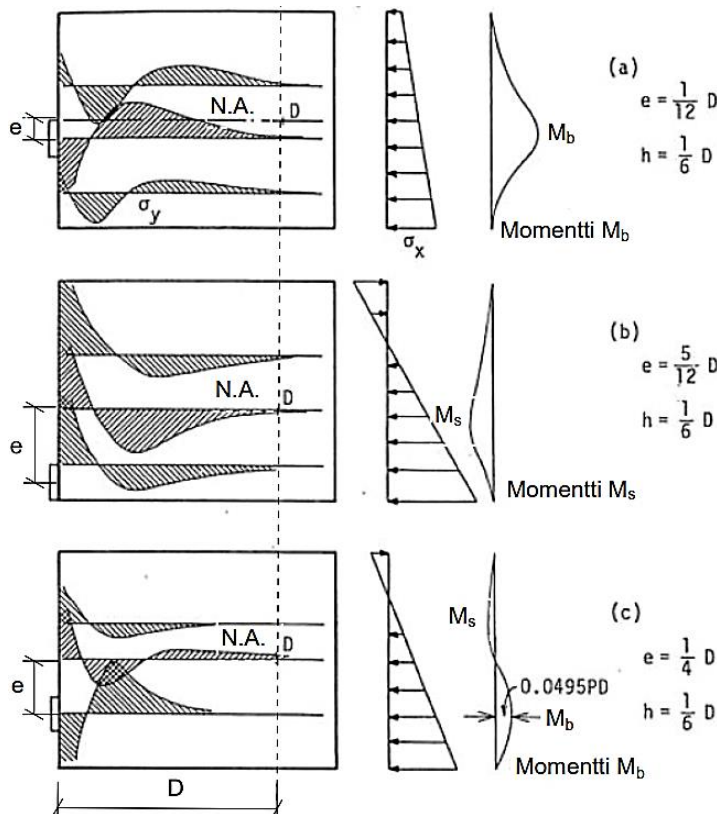 (a)
e = 1/12 D
h = 1/6 D
N.A.
D
e
σy
σx
Mb
Momentti Mb
(b)
e = 5/12 D
h = 1/6 D
N.A.
D
e
Ms
Momentti Ms
(c)
e = 1/4 D
h = 1/6 D
N.A.
D
e
Ms
0.0495PD
Mb
Momentti Mb
D